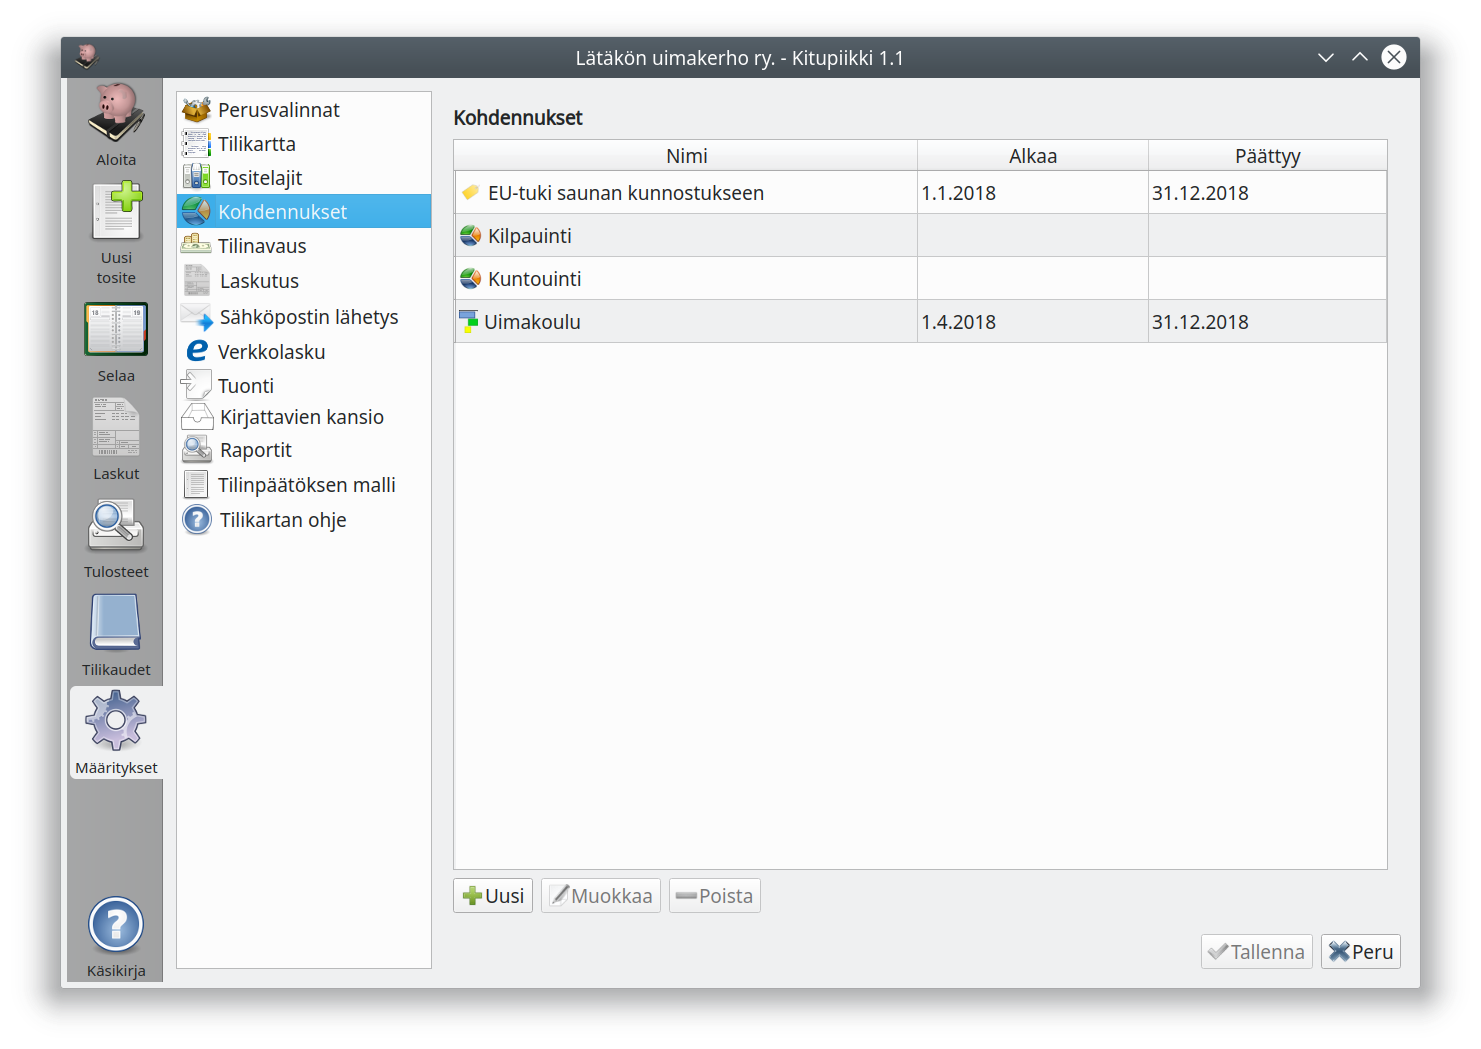 Lätäkön uimakerho ry. - Kitupiikki 1.1
Aloita
Uusi
tosite
Selaa
Laskut
Tulosteet
Tilikaudet
Määritykset
Käsikirja
Perusvalinnat
Tilikartta
Tositelajit
Kohdennukset
Tilinavaus
Laskutus
Sähköpostin lähetys
Verkkolasku
Tuonti
Kirjattavien kansio
Raportit
Tilinpäätöksen malli
Tilikartan ohje
Kohdennukset
Nimi Alkaa Päättyy
EU-tuki saunan kunnostukseen 1.1.2018 31.12.2018
Kilpauinti
Kuntouinti
Uimakoulu 1.4.2018 31.12.2018
Uusi Muokkaa Poista
Tallenna Peru